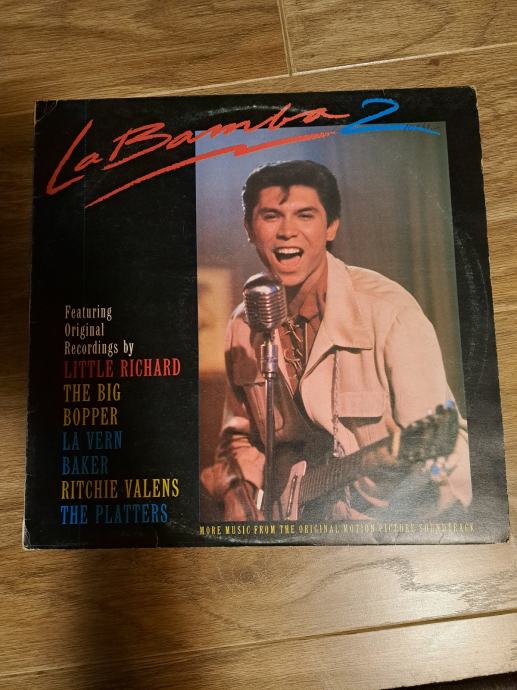 La Bamba 2
Featuring
Original
Recordings by
LITTLE RICHARD
THE BIG
BOPPER
LA VERN
BAKER
RITCHIE VALENS
THE PLATTERS
MORE MUSIC FROM THE ORIGINAL MOTION PICTURE SOUNDTRACK